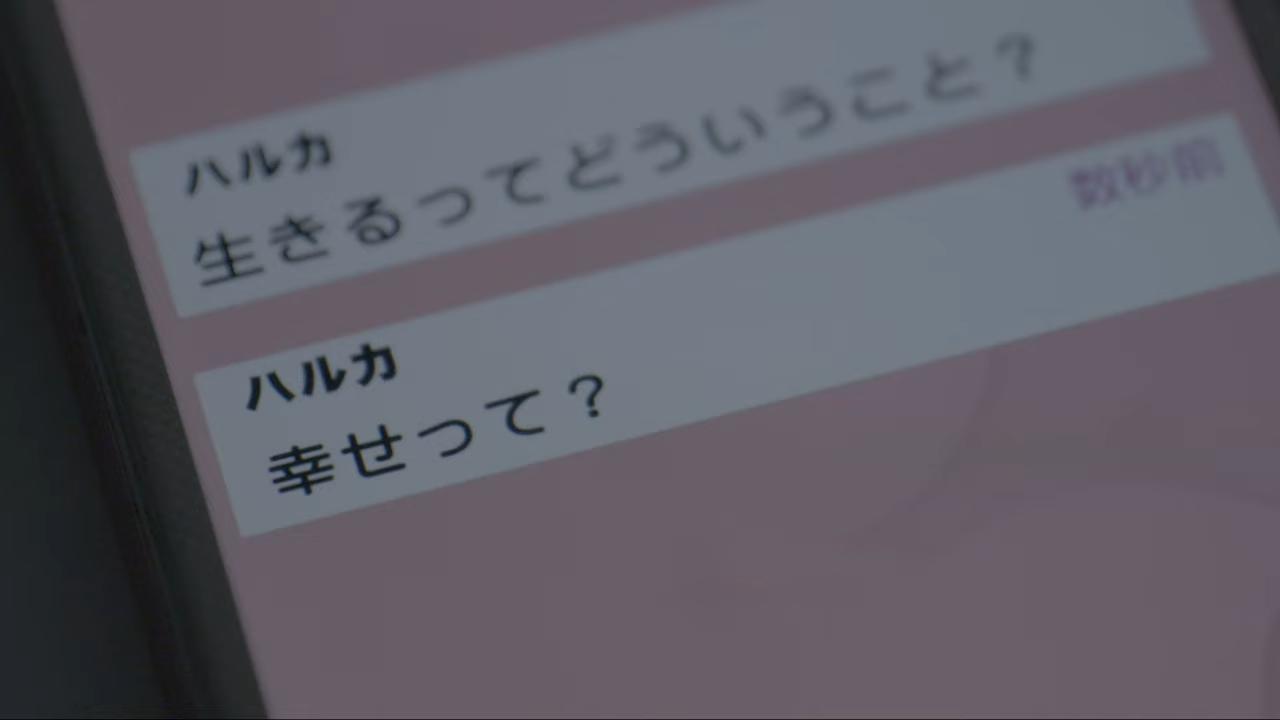 ハルカ
生きるってどういうこと？
数秒前
ハルカ
幸せって？